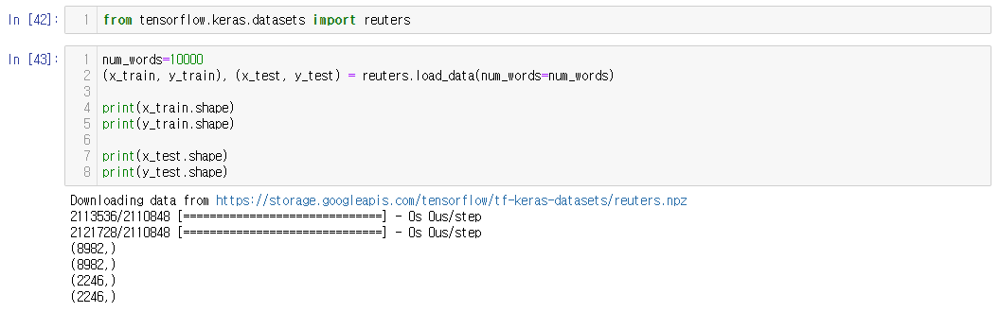 In [42]:
1 from tensorflow.keras.datasets import reuters
In [43]:
1 num_words=10000
2 (x_train, y_train), (x_test, y_test) = reuters.load_data(num_words=num_words)
3
4 print(x_train.shape)
5 print(y_train.shape)
6
7 print(x_test.shape)
8 print(y_test.shape)
Downloading data from https://storage.googleapis.com/tensorflow/tf-keras-datasets/reuters.npz
2113536/2110848 [==============================] - 0s 0us/step
2121728/2110848 [==============================] - 0s 0us/step
(8982,)
(8982,)
(2246,)
(2246,)